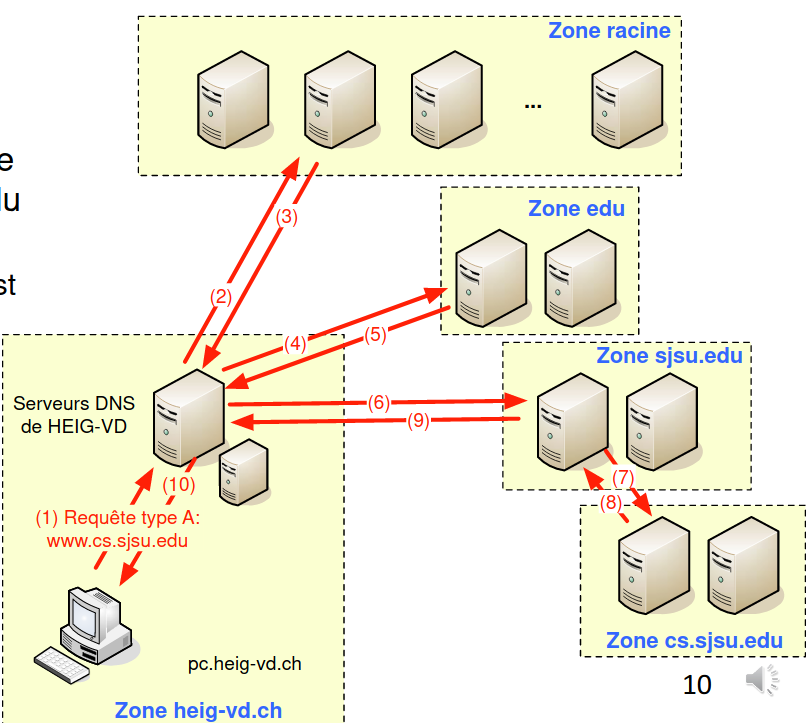 Zone racine
...
e
lu
st
(2)
(3)
Zone edu
(4)
(5)
Zone sjsu.edu
Serveurs DNS
de HEIG-VD
(6)
(9)
(7)
(8)
(10)
(1) Requête type A:
www.cs.sjsu.edu
Zone cs.sjsu.edu
pc.heig-vd.ch
10
Zone heig-vd.ch